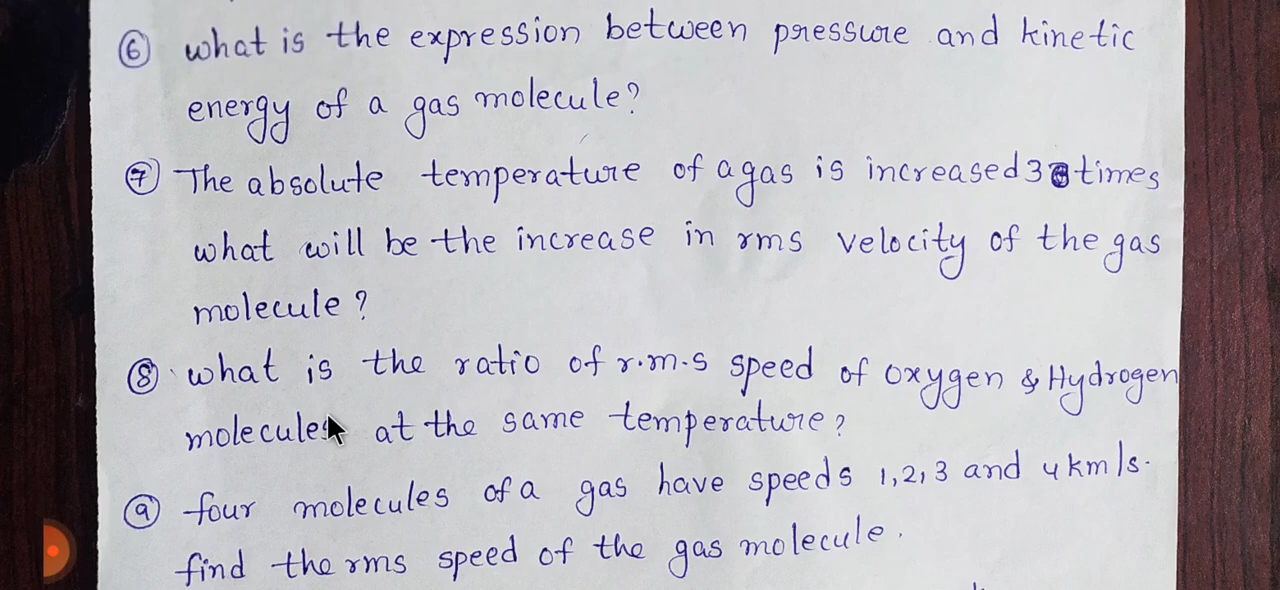 ⑥ what is the expression between pressure and kinetic
energy of a gas molecule?
⑦ The absolute temperature of a gas is increased 3 times
what will be the increase in rms velocity of the gas
molecule?
⑧ what is the ratio of r.m.s speed of oxygen & Hydrogen
molecules at the same temperature?
⑨ four molecules of a gas have speeds 1, 2, 3 and 4 km/s.
find the rms speed of the gas molecule.